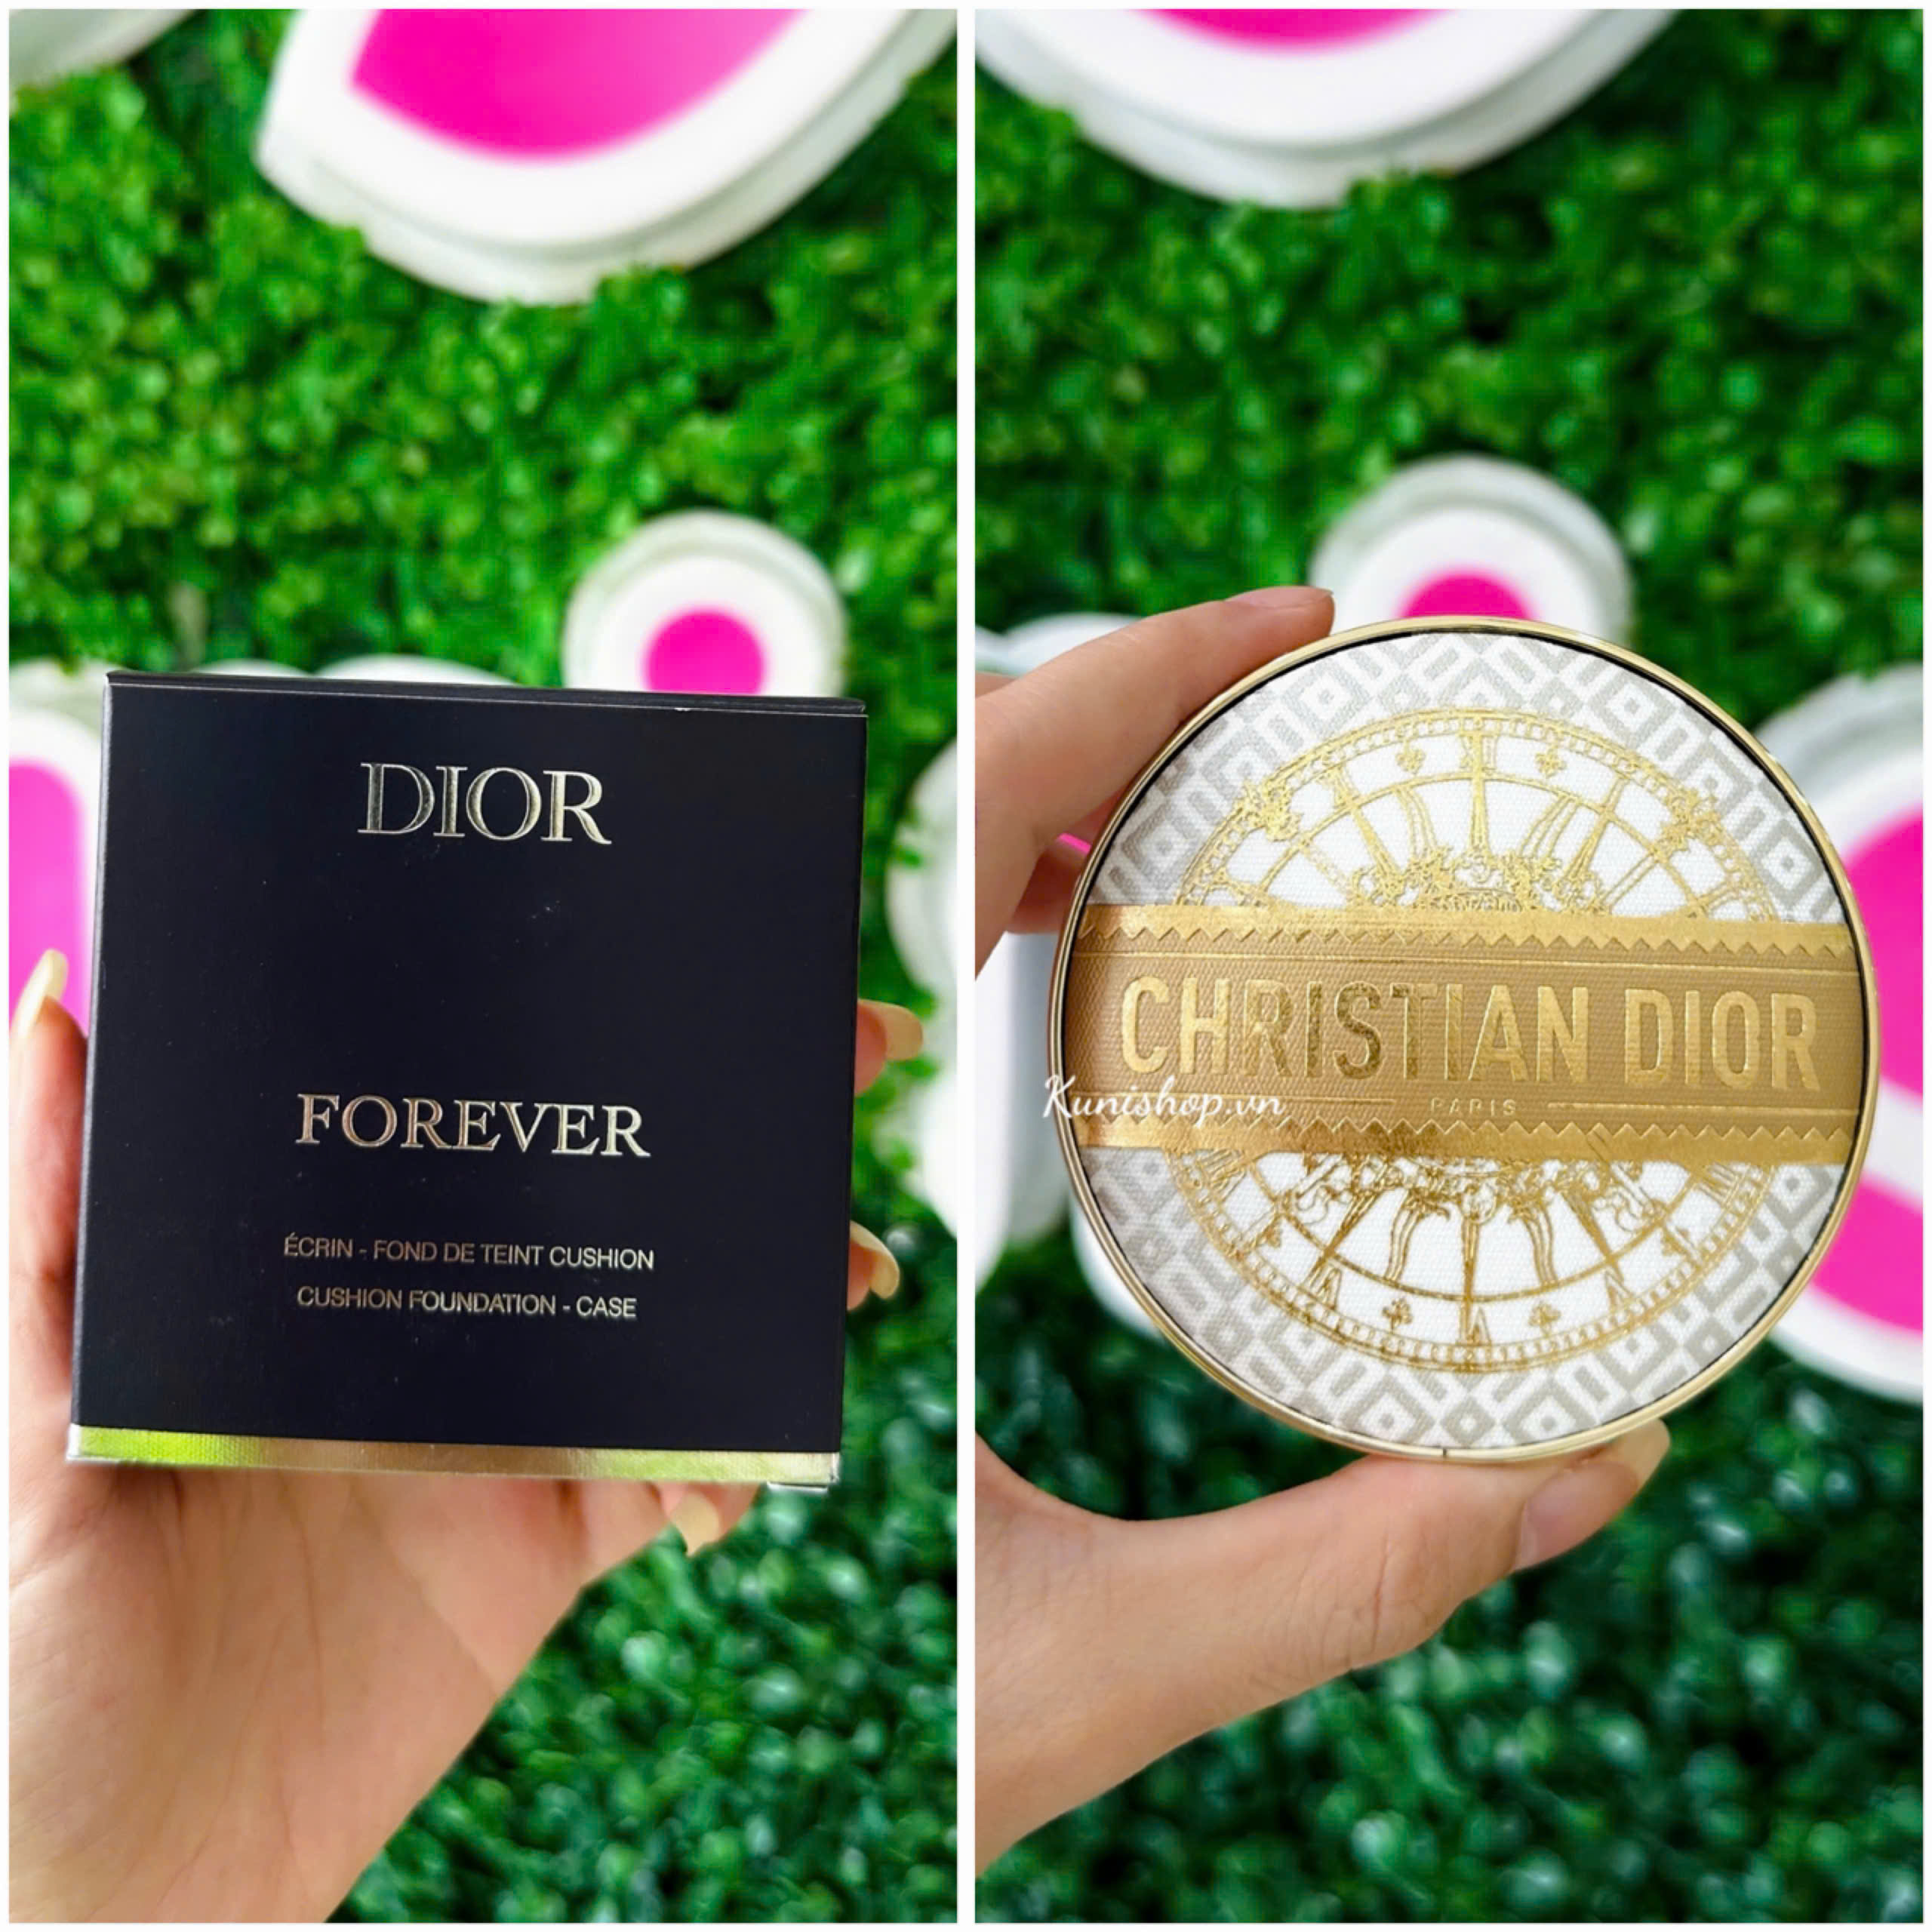 DIOR
FOREVER
ÉCRIN - FOND DE TEINT CUSHION
CUSHION FOUNDATION - CASE
CHRISTIAN DIOR
PARIS
Kunishop.vn